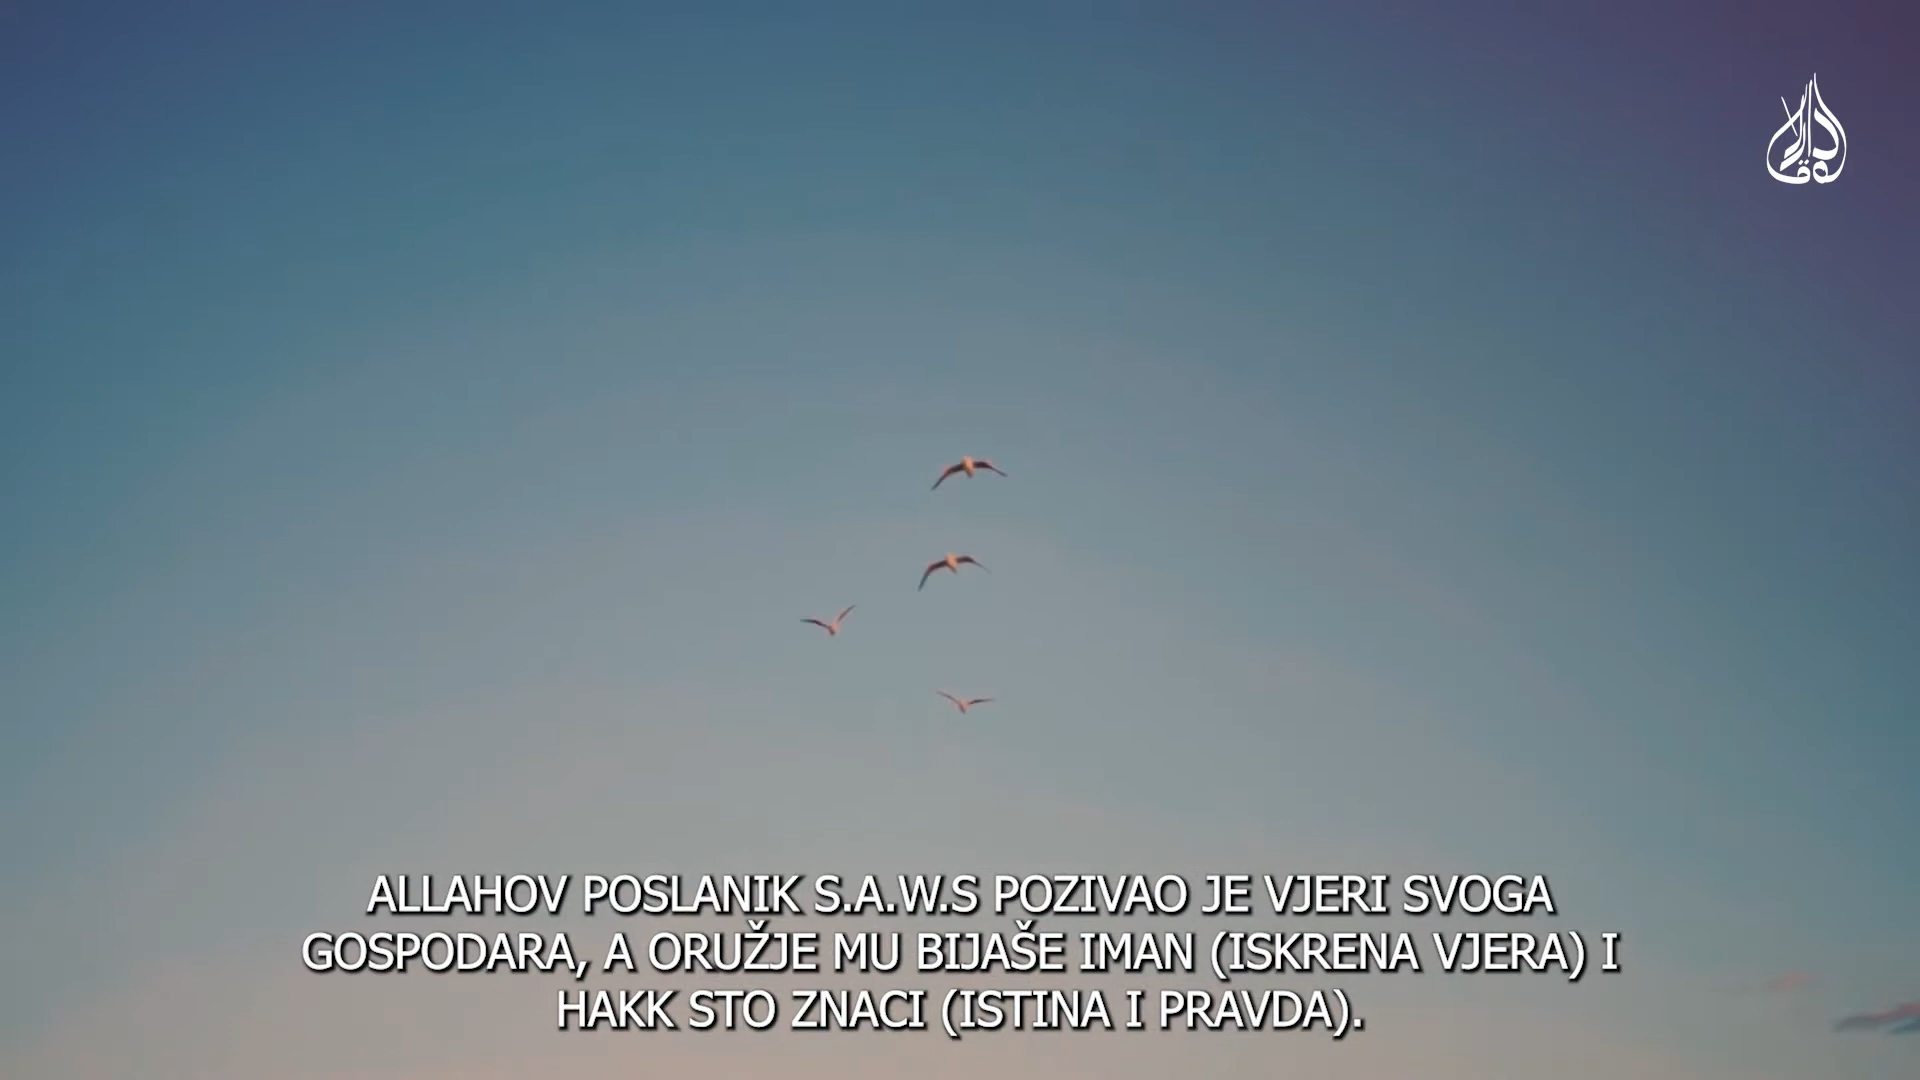 ALLAHOV POSLANIK S.A.W.S POZIVAO JE VJERI SVOGA
GOSPODARA, A ORUŽJE MU BIJAŠE IMAN (ISKRENA VJERA) I
HAKK STO ZNACI (ISTINA I PRAVDA).